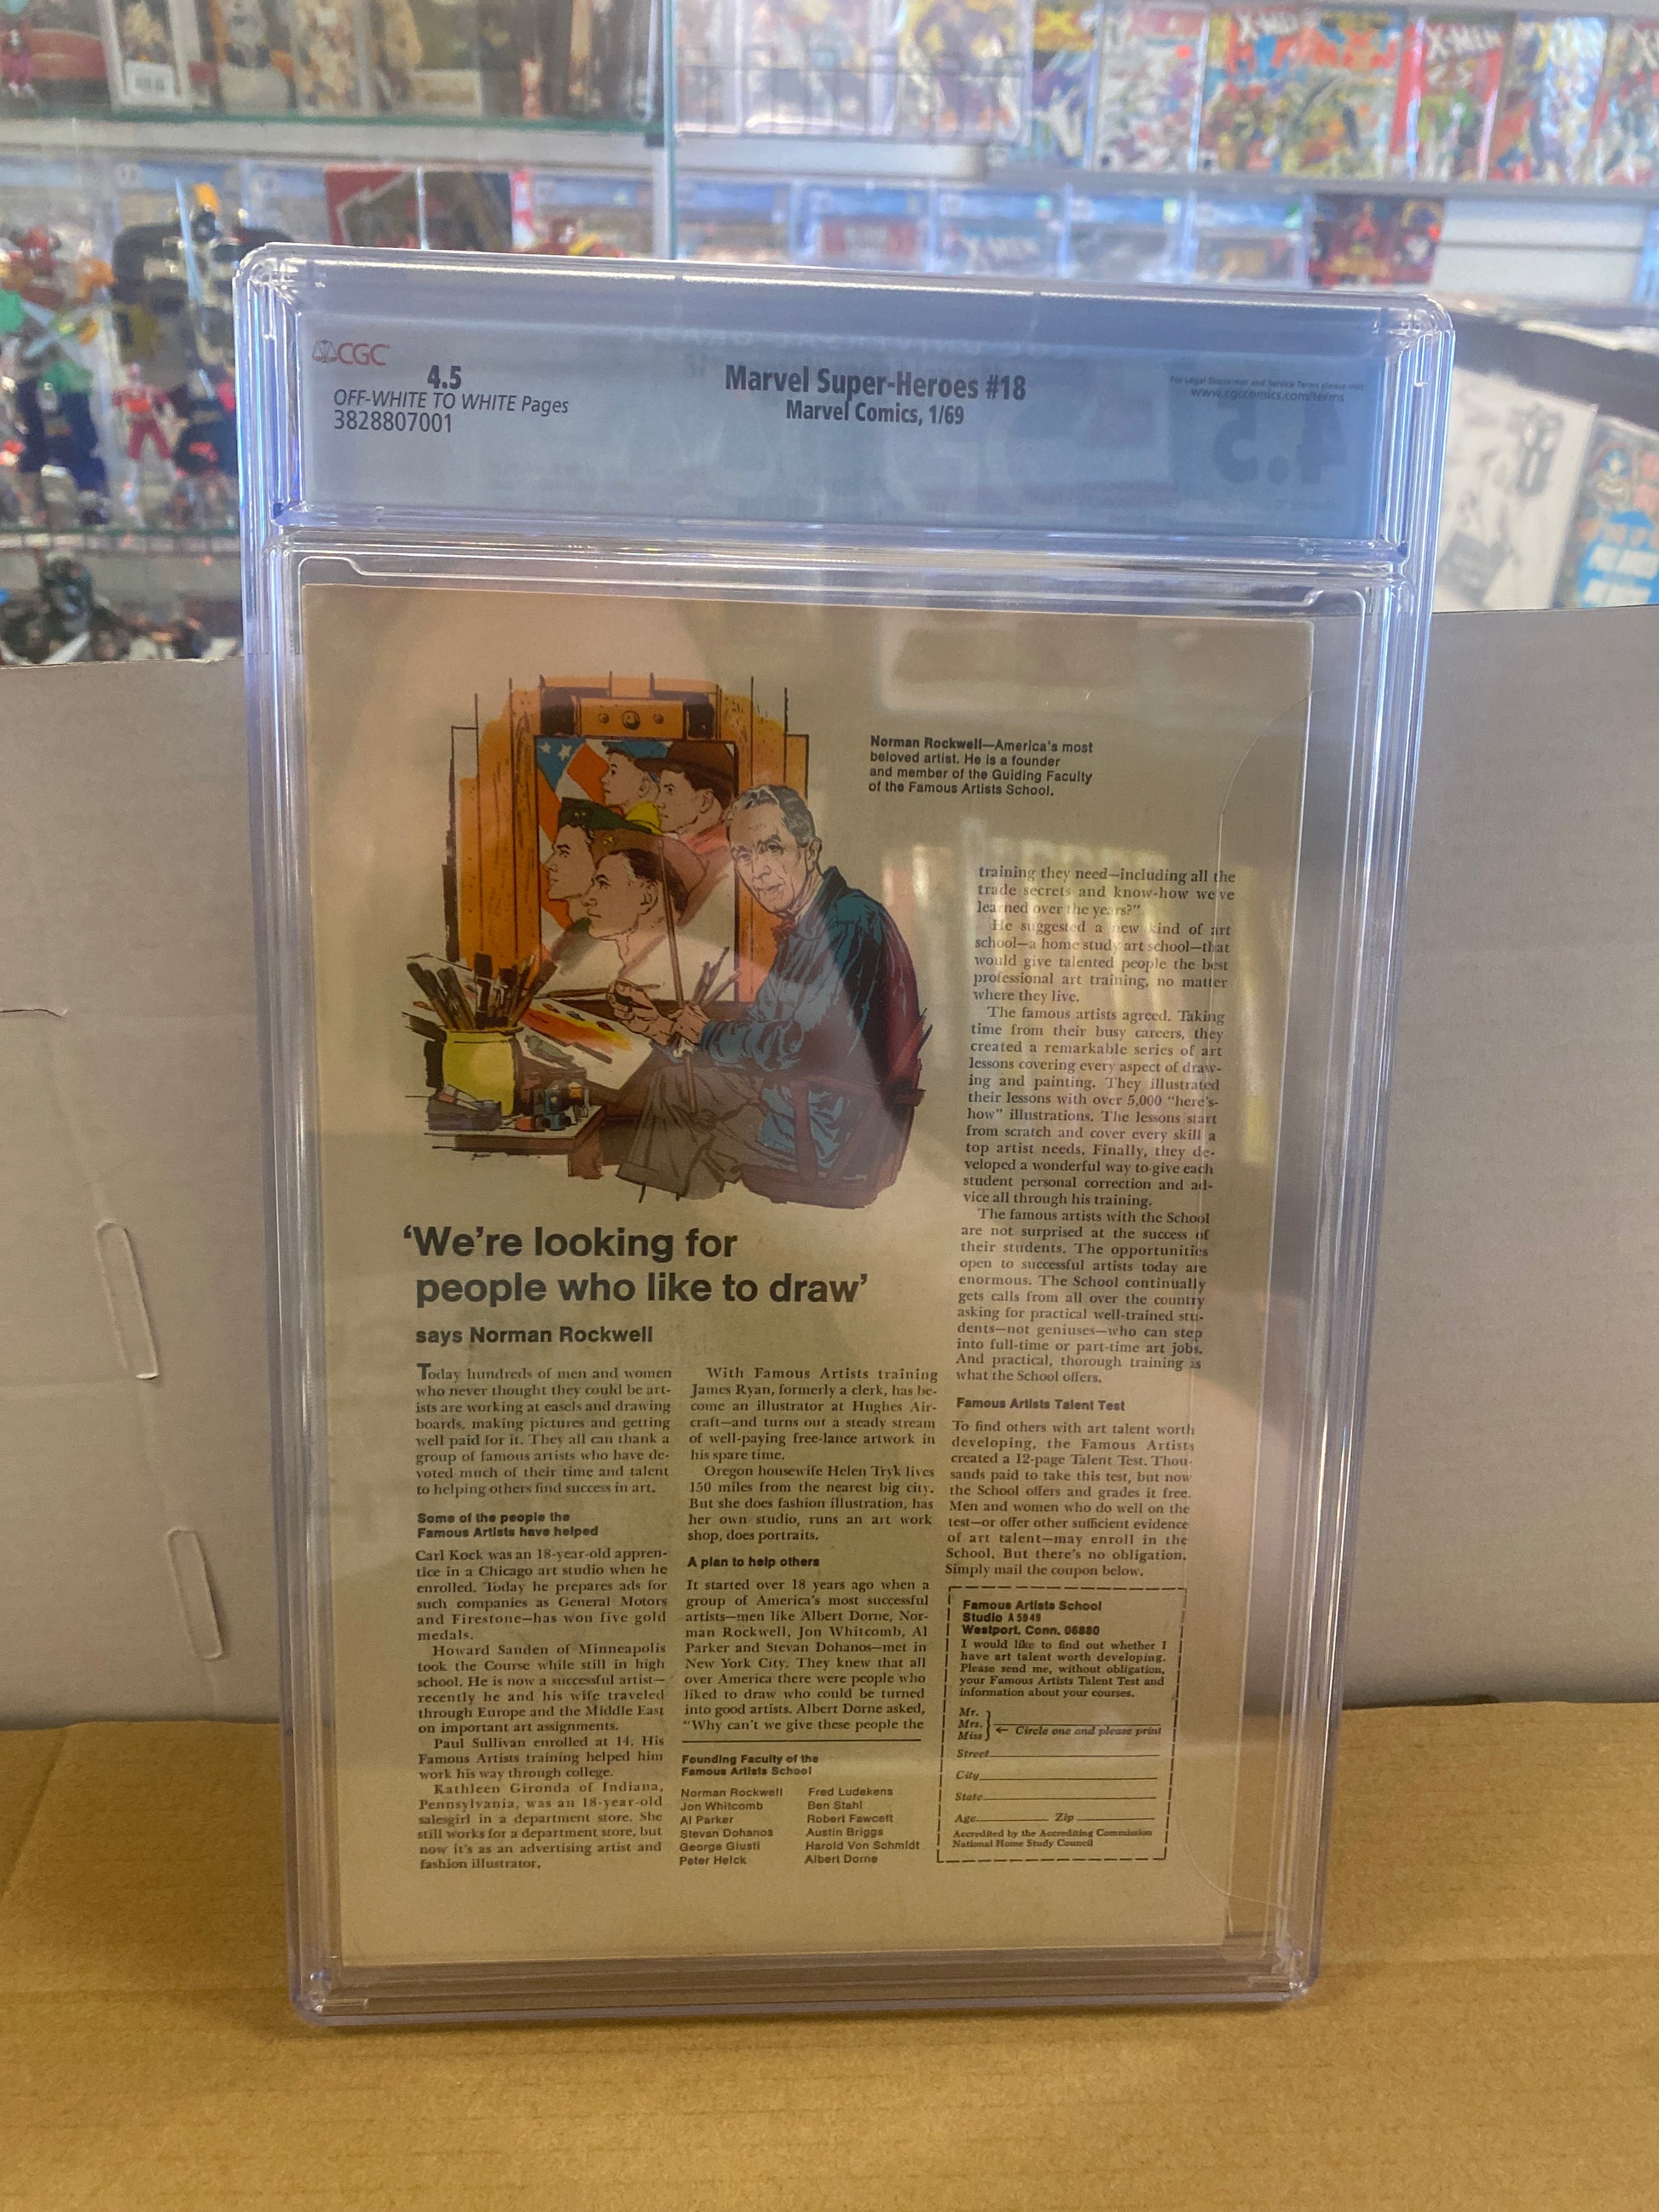 CGC
4.5
OFF-WHITE TO WHITE Pages
3828807001
Marvel Super-Heroes #18
Marvel Comics, 1/69
For Legal Disclaimer and Service Terms please visit:
www.cgccomics.com/terms
4.5
X-MEN
Norman Rockwell—America's most
beloved artist. He is a founder
and member of the Guiding Faculty
of the Famous Artists School.
'We're looking for
people who like to draw'
says Norman Rockwell
Today hundreds of men and women
who never thought they could be art-
ists are working at easels and drawing
boards, making pictures and getting
well paid for it. They all can thank a
group of famous artists who have de-
voted much of their time and talent
to helping others find success in art.
Some of the people the
Famous Artists have helped
Carl Kock was an 18-year-old appren-
tice in a Chicago art studio when he
enrolled. Today he prepares ads for
such companies as General Motors
and Firestone—has won five gold
medals.
Howard Sanden of Minneapolis
took the Course while still in high
school. He is now a successful artist—
recently he and his wife traveled
through Europe and the Middle East
on important art assignments.
Paul Sullivan enrolled at 14. His
Famous Artists training helped him
work his way through college.
Kathleen Gironda of Indiana,
Pennsylvania, was an 18-year-old
salesgirl in a department store. She
still works for a department store, but
now it's as an advertising artist and
fashion illustrator.
With Famous Artists training
James Ryan, formerly a clerk, has be-
come an illustrator at Hughes Air-
craft—and turns out a steady stream
of well-paying free-lance artwork in
his spare time.
Oregon housewife Helen Tryk lives
150 miles from the nearest big city.
But she does fashion illustration, has
her own studio, runs an art work
shop, does portraits.
A plan to help others
It started over 18 years ago when a
group of America's most successful
artists—men like Albert Dorne, Nor-
man Rockwell, Jon Whitcomb, Al
Parker and Stevan Dohanos—met in
New York City. They knew that all
over America there were people who
liked to draw who could be turned
into good artists. Albert Dorne asked,
"Why can't we give these people the
Founding Faculty of the
Famous Artists School
Norman Rockwell
Jon Whitcomb
Al Parker
Stevan Dohanos
George Giusti
Peter Helck
Fred Ludekens
Ben Stahl
Robert Fawcett
Austin Briggs
Harold Von Schmidt
Albert Dorne
training they need—including all the
trade secrets and know-how we've
learned over the years?"
He suggested a new kind of art
school—a home study art school—that
would give talented people the best
professional art training, no matter
where they live.
The famous artists agreed. Taking
time from their busy careers, they
created a remarkable series of art
lessons covering every aspect of draw-
ing and painting. They illustrated
their lessons with over 5,000 "here's-
how" illustrations. The lessons start
from scratch and cover every skill a
top artist needs. Finally, they de-
veloped a wonderful way to give each
student personal correction and ad-
vice all through his training.
The famous artists with the School
are not surprised at the success of
their students. The opportunities
open to successful artists today are
enormous. The School continually
gets calls from all over the country
asking for practical well-trained stu-
dents—not geniuses—who can step
into full-time or part-time art jobs.
And practical, thorough training is
what the School offers.
Famous Artists Talent Test
To find others with art talent worth
developing, the Famous Artists
created a 12-page Talent Test. Thou-
sands paid to take this test, but now
the School offers and grades it free.
Men and women who do well on the
test—or offer other sufficient evidence
of art talent—may enroll in the
School. But there's no obligation.
Simply mail the coupon below.
Famous Artists School
Studio A5949
Westport, Conn. 06880
I would like to find out whether I
have art talent worth developing.
Please send me, without obligation,
your Famous Artists Talent Test and
information about your courses.
Mr.
Mrs.
Miss
← Circle one and please print
Street
City
State
Age Zip
Accredited by the Accrediting Commission
National Home Study Council